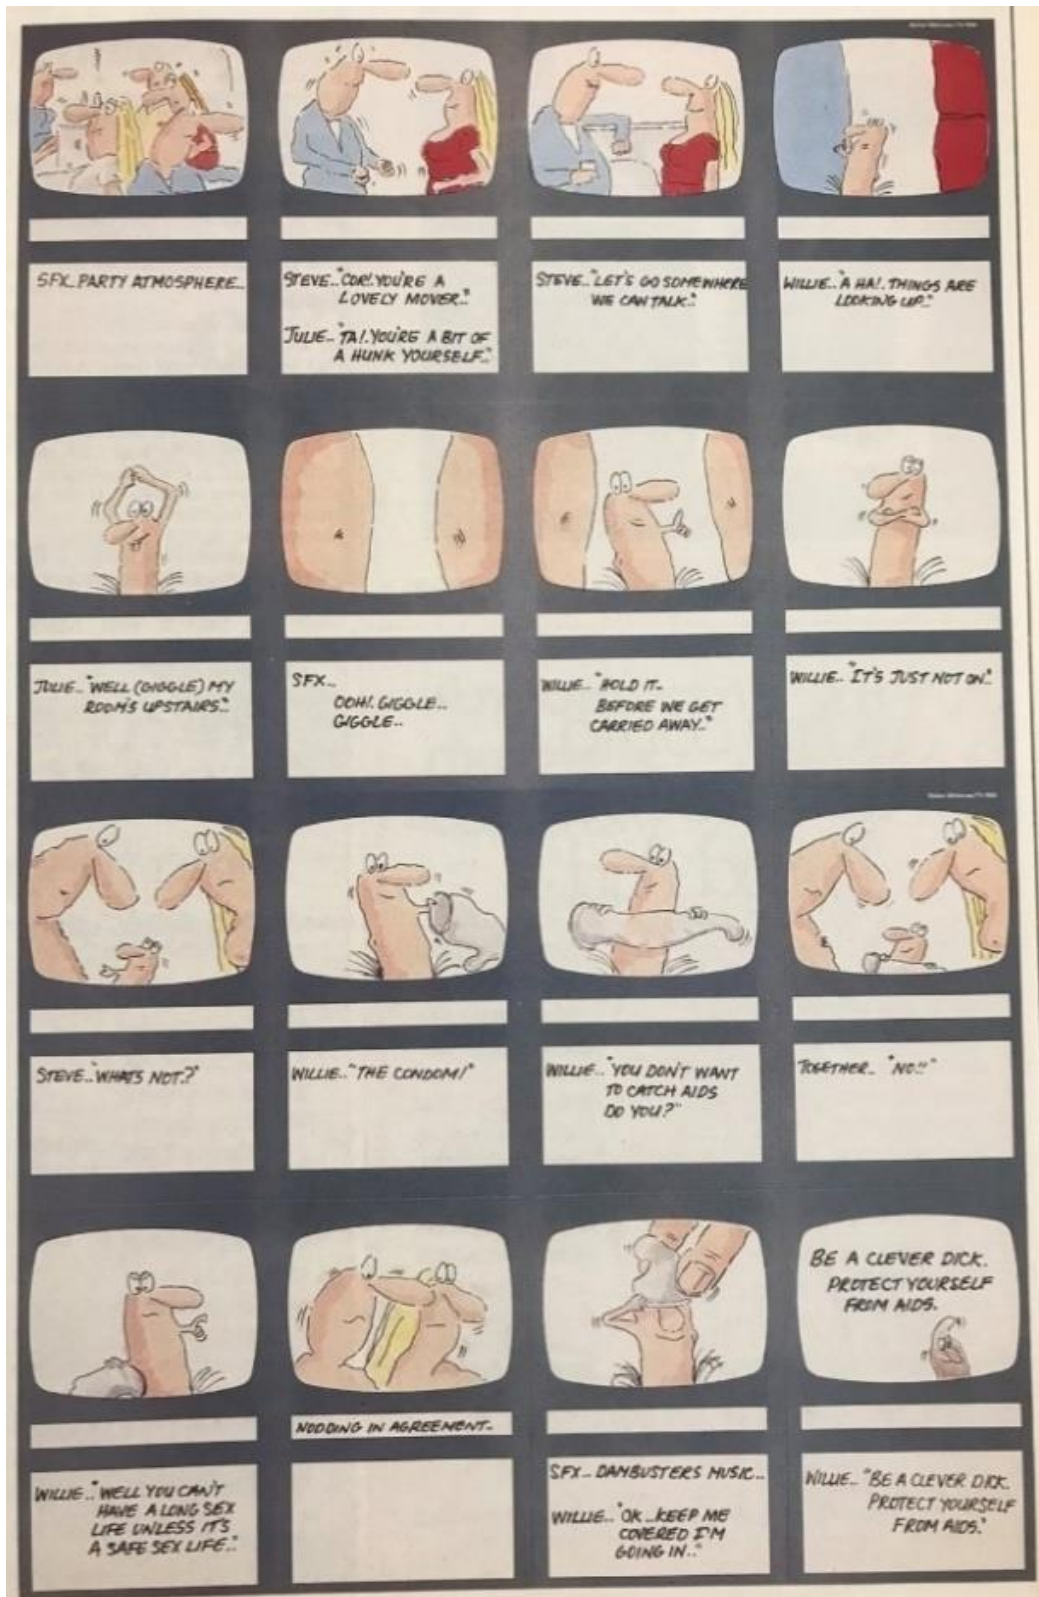 SFX.. PARTY ATMOSPHERE..
STEVE.. "COR!. YOU'RE A
LOVELY MOVER.."
JULIE.. "TA!. YOU'RE A BIT OF
A HUNK YOURSELF.."
STEVE.. "LET'S GO SOMEWHERE
WE CAN TALK."
WILLIE.. "A HA!. THINGS ARE
LOOKING UP."
JULIE.. "WELL (GIGGLE) MY
ROOM'S UPSTAIRS."
SFX..
OOH!. GIGGLE..
GIGGLE..
WILLIE.. "HOLD IT..
BEFORE WE GET
CARRIED AWAY.."
WILLIE.. "IT'S JUST NOT ON."
STEVE.. "WHATS NOT.?"
WILLIE.. "THE CONDOM!"
WILLIE.. "YOU DON'T WANT
TO CATCH AIDS
DO YOU?"
TOGETHER.. "NO!!"
BE A CLEVER DICK.
PROTECT YOURSELF
FROM AIDS.
NODDING IN AGREEMENT..
WILLIE.. "WELL YOU CAN'T
HAVE A LONG SEX
LIFE UNLESS IT'S
A SAFE SEX LIFE.."
SFX.. DAMBUSTERS MUSIC..
WILLIE.. "OK.. KEEP ME
COVERED I'M
GOING IN.."
WILLIE.. "BE A CLEVER DICK.
PROTECT YOURSELF
FROM AIDS."